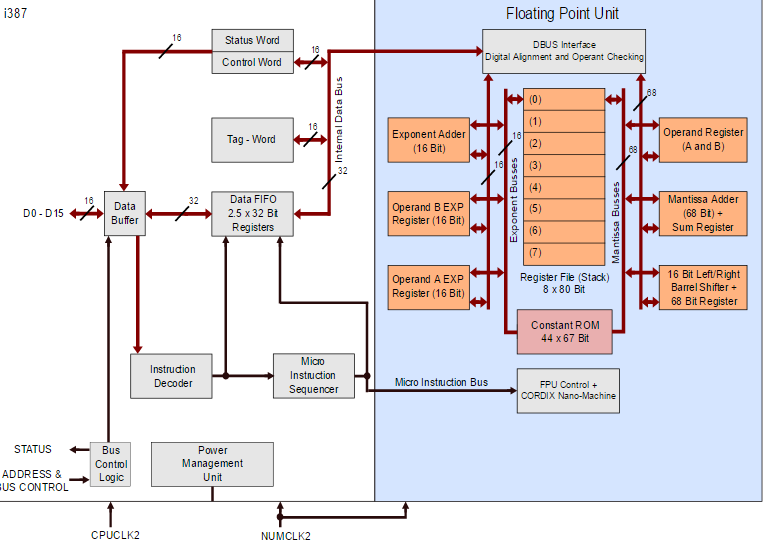 i387
Floating Point Unit
Status Word
Control Word
16
16
DBUS Interface
Digital Alignment and Operant Checking
Internal Data Bus
Tag - Word
16
32
D0 - D15
16
Data
Buffer
32
Data FIFO
2.5 x 32 Bit
Registers
Exponent Adder
(16 Bit)
Operand B EXP
Register (16 Bit)
Operand A EXP
Register (16 Bit)
16
16
Exponent Busses
(0)
(1)
(2)
(3)
(4)
(5)
(6)
(7)
Register File (Stack)
8 x 80 Bit
Mantissa Busses
68
68
Operand Register
(A and B)
Mantissa Adder
(68 Bit) +
Sum Register
16 Bit Left/Right
Barrel Shifter +
68 Bit Register
Constant ROM
44 x 67 Bit
Instruction
Decoder
Micro
Instruction
Sequencer
Micro Instruction Bus
FPU Control +
CORDIX Nano-Machine
STATUS
ADDRESS &
BUS CONTROL
Bus
Control
Logic
Power
Management
Unit
CPUCLK2
NUMCLK2